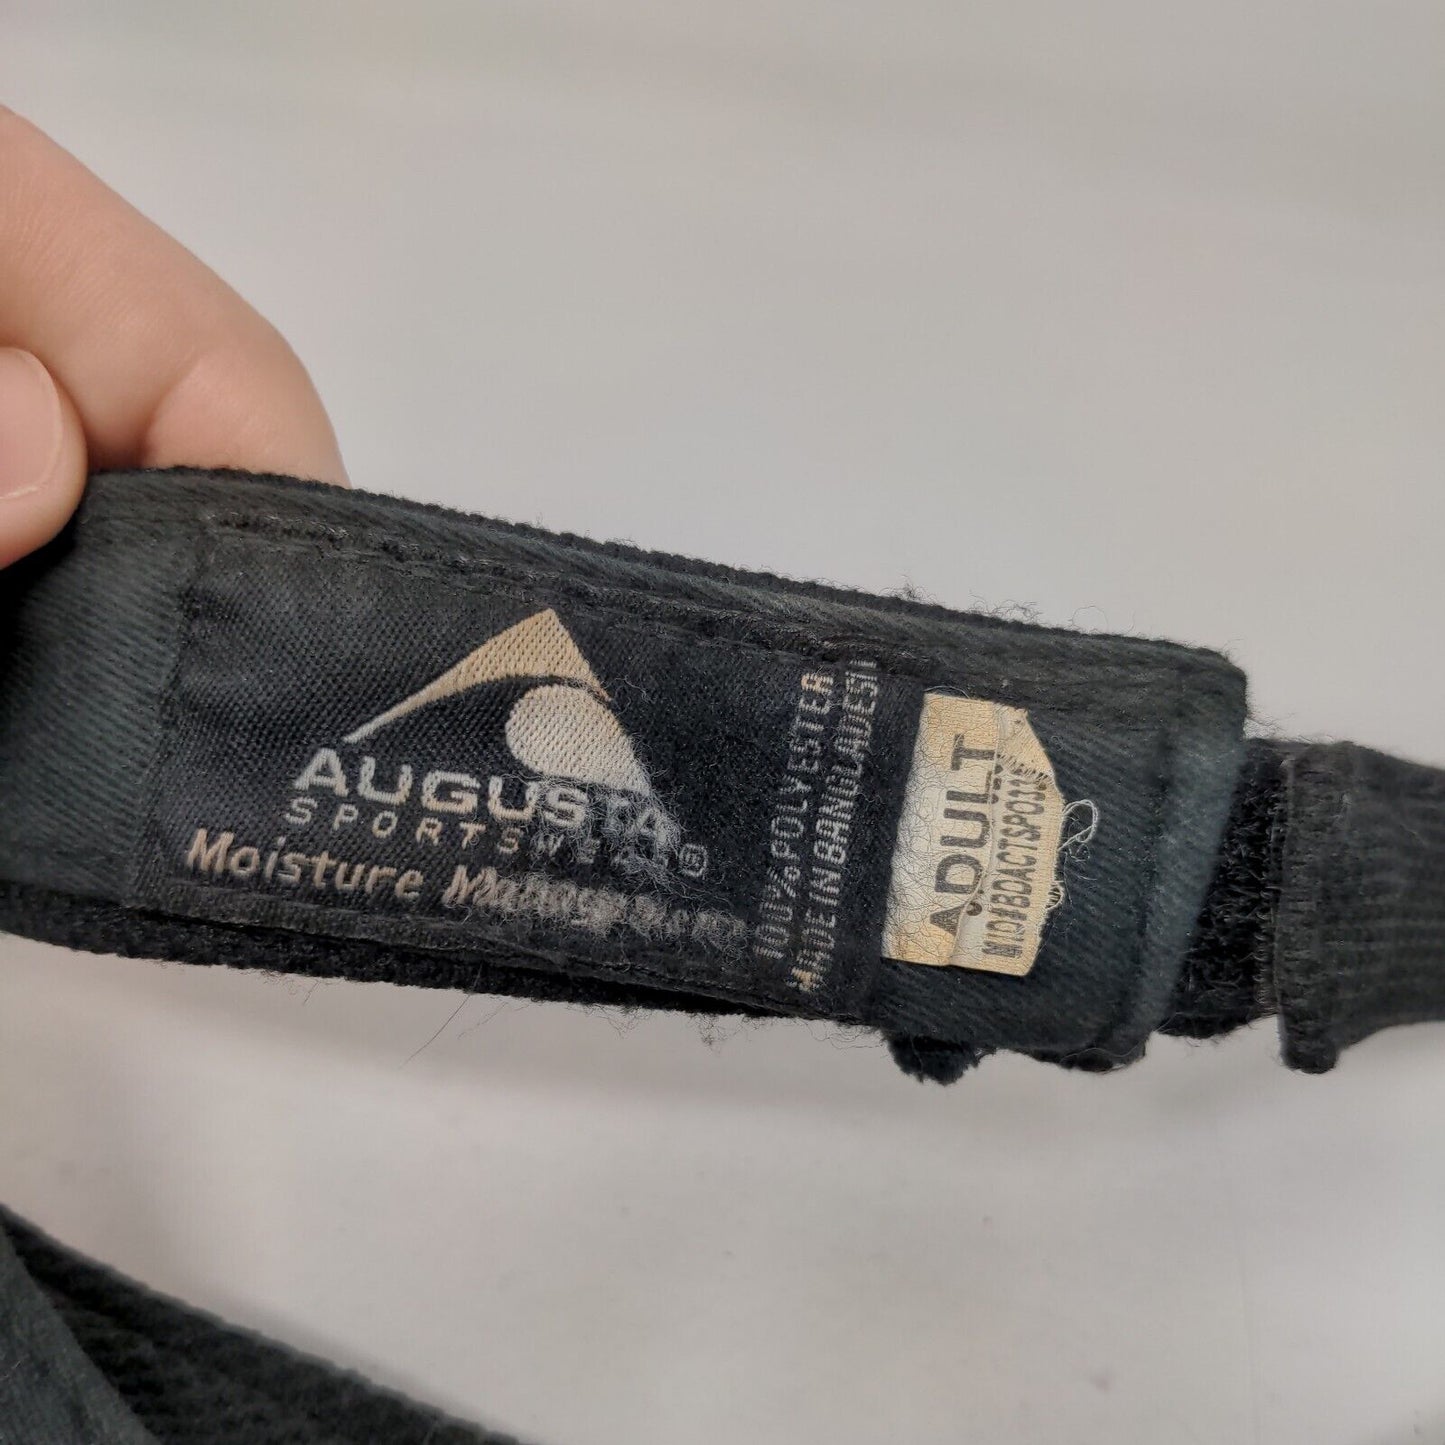 AUGUSTA
SPORTSWEAR®
Moisture
100% POLYESTER
MADE IN BANGLADESH
ADULT